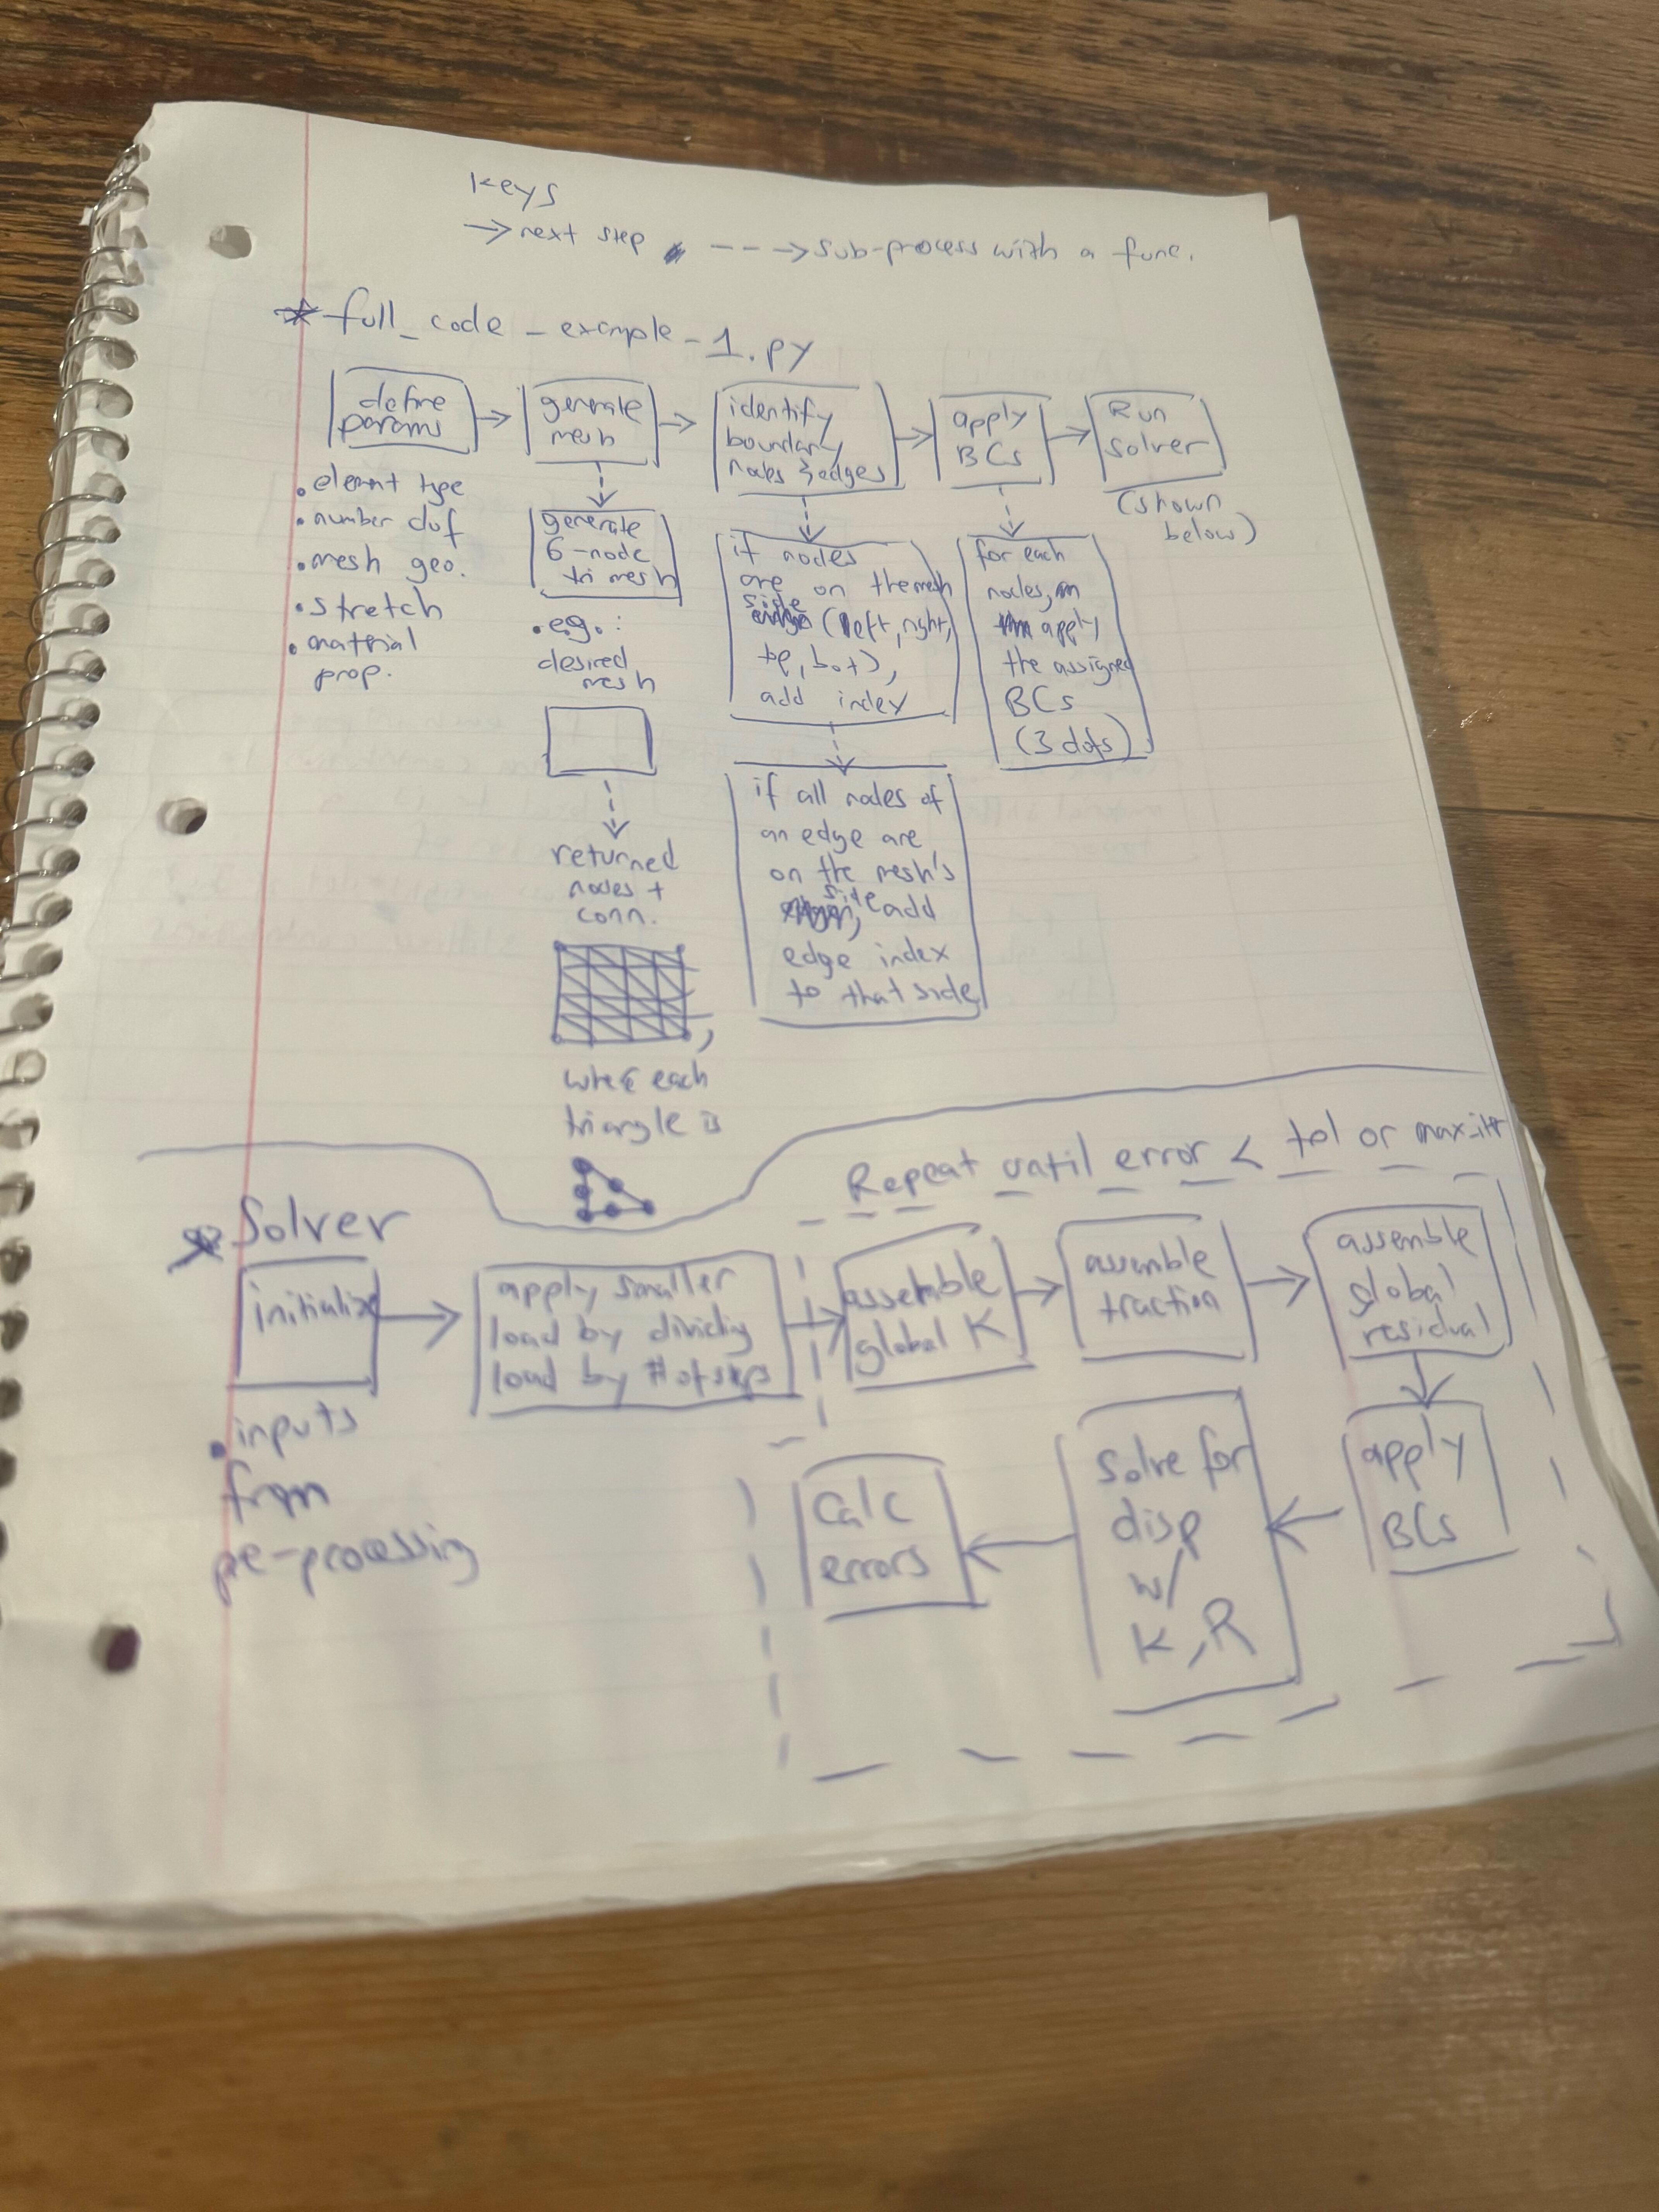 Keys
→ next step --→ sub-process with a func.
* full_code_example_1.py
define
params
• element type
• number dof
• mesh geo.
• stretch
• material
prop.
generate
mesh
generate
6-node
tri mesh
• e.g. :
desired
mesh
returned
nodes +
conn.
,
where each
triangle is
identify
boundary
nodes & edges
if nodes
are on the mesh
side
(left, right,
top, bot),
add index
if all nodes of
an edge are
on the mesh's
side, add
edge index
to that side
apply
BCs
for each
nodes,
apply
the assigned
BCs
(3 dofs)
Run
solver
(shown
below)
* Solver
Repeat until error < tol or max-itr
initialize
• inputs
from
pre-processing
apply smaller
load by dividing
load by # of steps
assemble
global K
assemble
traction
assemble
global
residual
apply
BCs
solve for
disp
w/
K, R
calc
errors